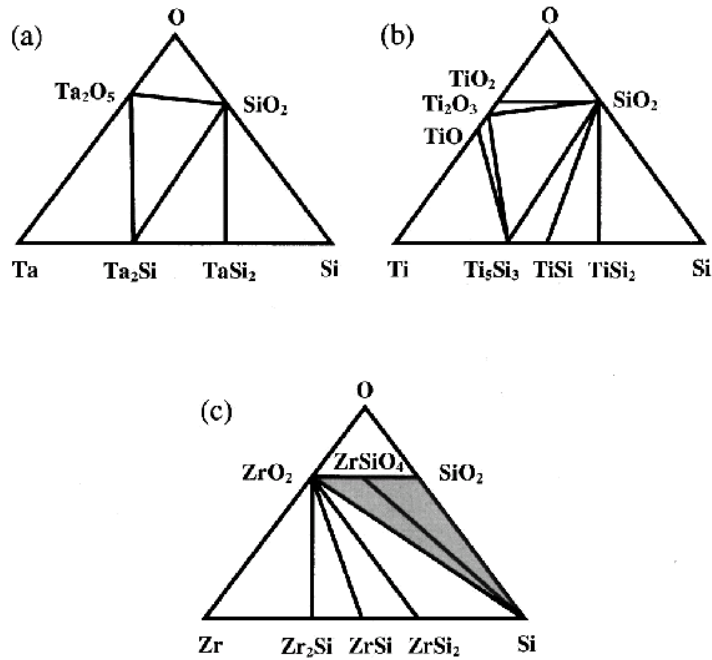 (a)
O
Ta₂O₅
SiO₂
Ta Ta₂Si TaSi₂ Si
(b)
O
TiO₂
Ti₂O₃
SiO₂
TiO
Ti Ti₅Si₃ TiSi TiSi₂ Si
(c)
O
ZrO₂ ZrSiO₄ SiO₂
Zr Zr₂Si ZrSi ZrSi₂ Si